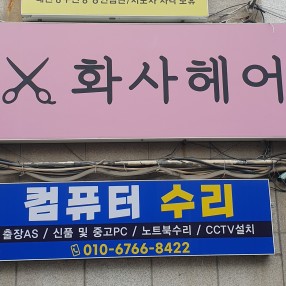 화사헤어
컴퓨터 수리
출장AS / 신품 및 중고PC / 노트북수리 / CCTV설치
010-6766-8422